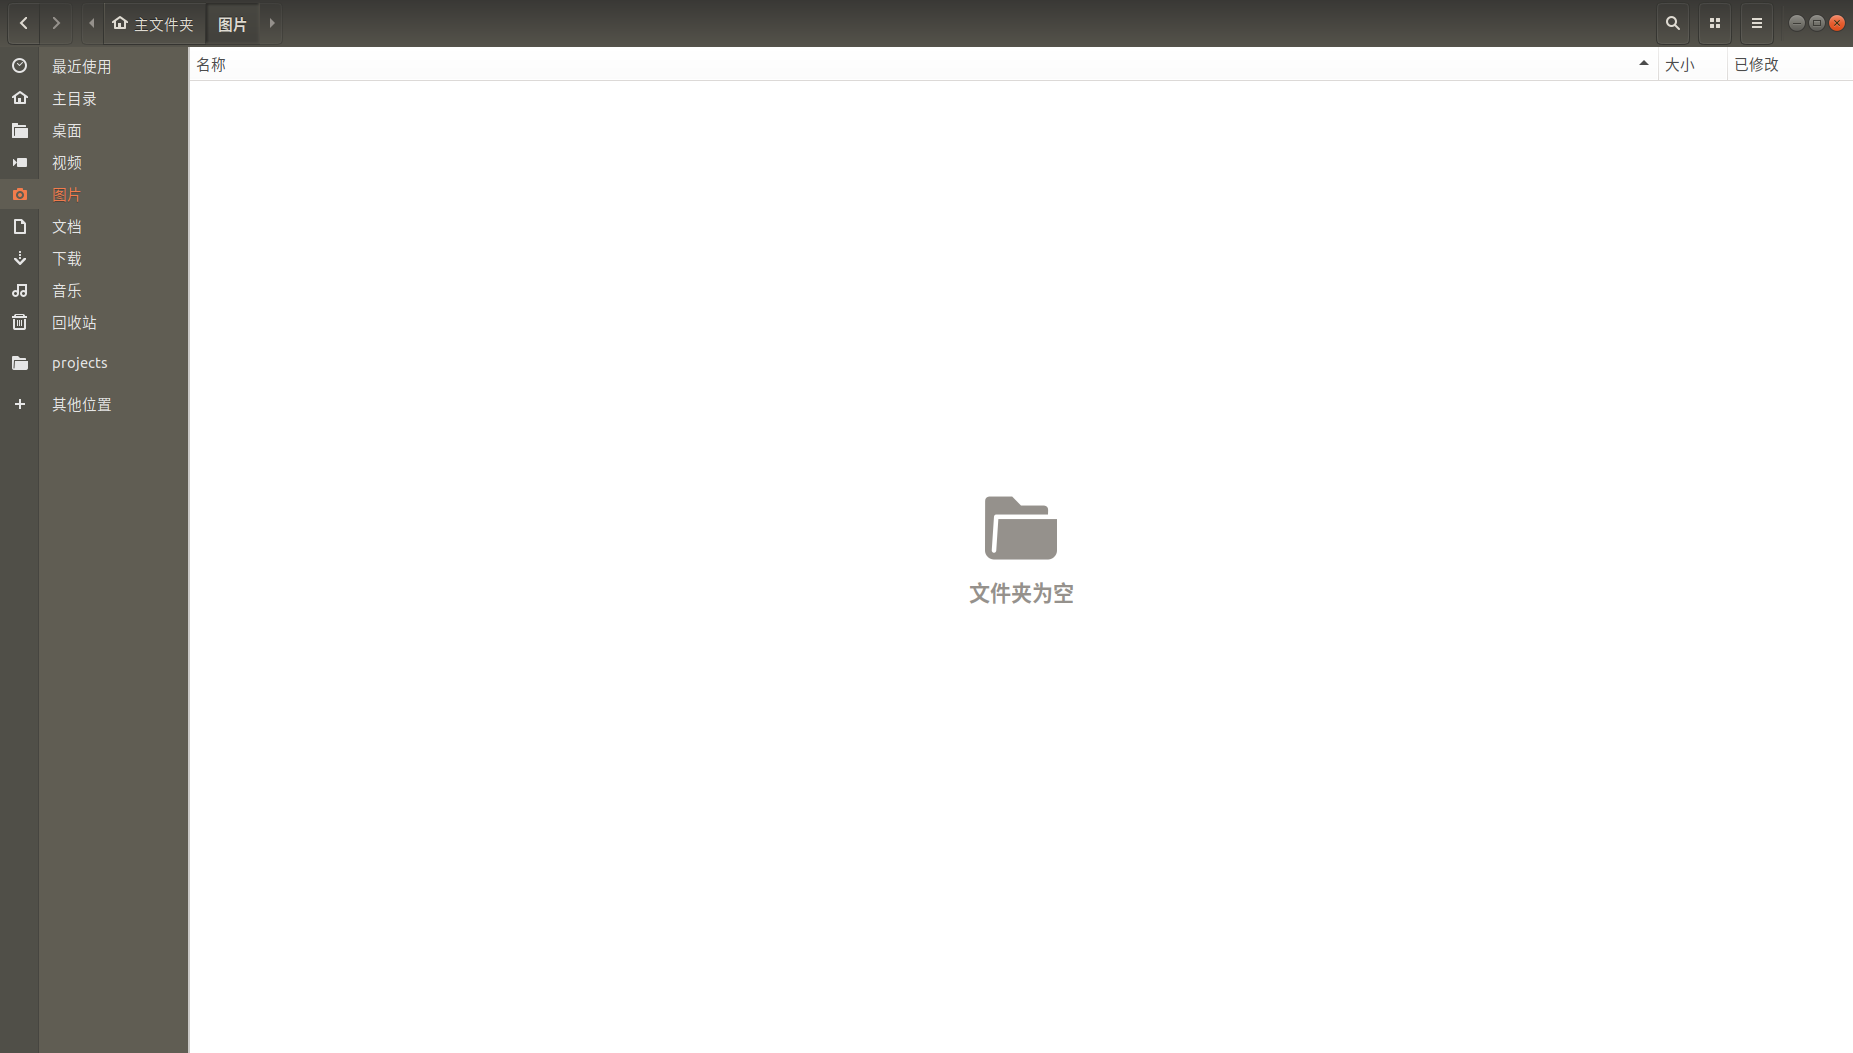 主文件夹 图片
名称 大小 已修改
最近使用
主目录
桌面
视频
图片
文档
下载
音乐
回收站
projects
其他位置
文件夹为空